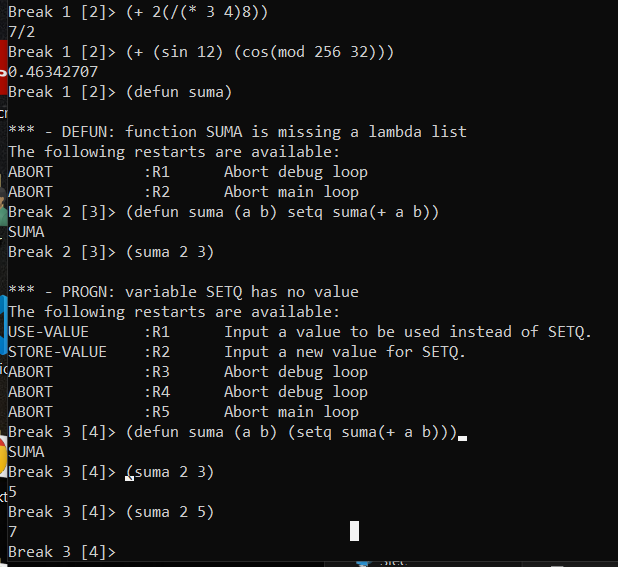 Break 1 [2]> (+ 2(/(* 3 4)8))
7/2
Break 1 [2]> (+ (sin 12) (cos(mod 256 32)))
0.46342707
Break 1 [2]> (defun suma)
*** - DEFUN: function SUMA is missing a lambda list
The following restarts are available:
ABORT          :R1      Abort debug loop
ABORT          :R2      Abort main loop
Break 2 [3]> (defun suma (a b) setq suma(+ a b))
SUMA
Break 2 [3]> (suma 2 3)
*** - PROGN: variable SETQ has no value
The following restarts are available:
USE-VALUE      :R1      Input a value to be used instead of SETQ.
STORE-VALUE    :R2      Input a new value for SETQ.
ABORT          :R3      Abort debug loop
ABORT          :R4      Abort debug loop
ABORT          :R5      Abort main loop
Break 3 [4]> (defun suma (a b) (setq suma(+ a b)))
SUMA
Break 3 [4]> (suma 2 3)
5
Break 3 [4]> (suma 2 5)
7
Break 3 [4]>